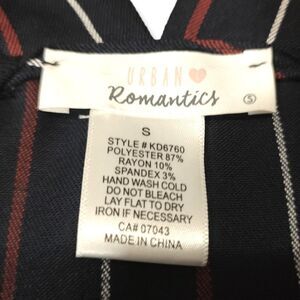 URBAN
Romantics
S
S
STYLE # KD6760
POLYESTER 87%
RAYON 10%
SPANDEX 3%
HAND WASH COLD
DO NOT BLEACH
LAY FLAT TO DRY
IRON IF NECESSARY
CA# 07043
MADE IN CHINA